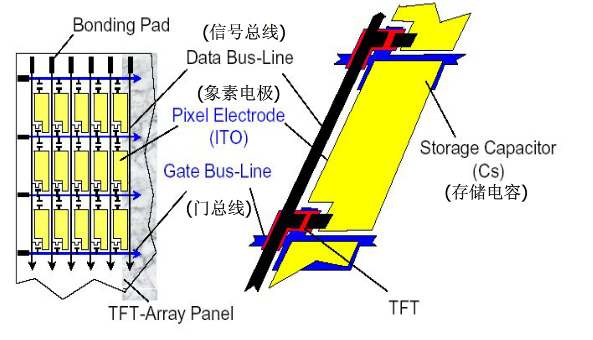 Bonding Pad
(信号总线)
Data Bus-Line
(象素电极)
Pixel Electrode
(ITO)
Gate Bus-Line
(门总线)
Storage Capacitor
(Cs)
(存储电容)
TFT
TFT-Array Panel